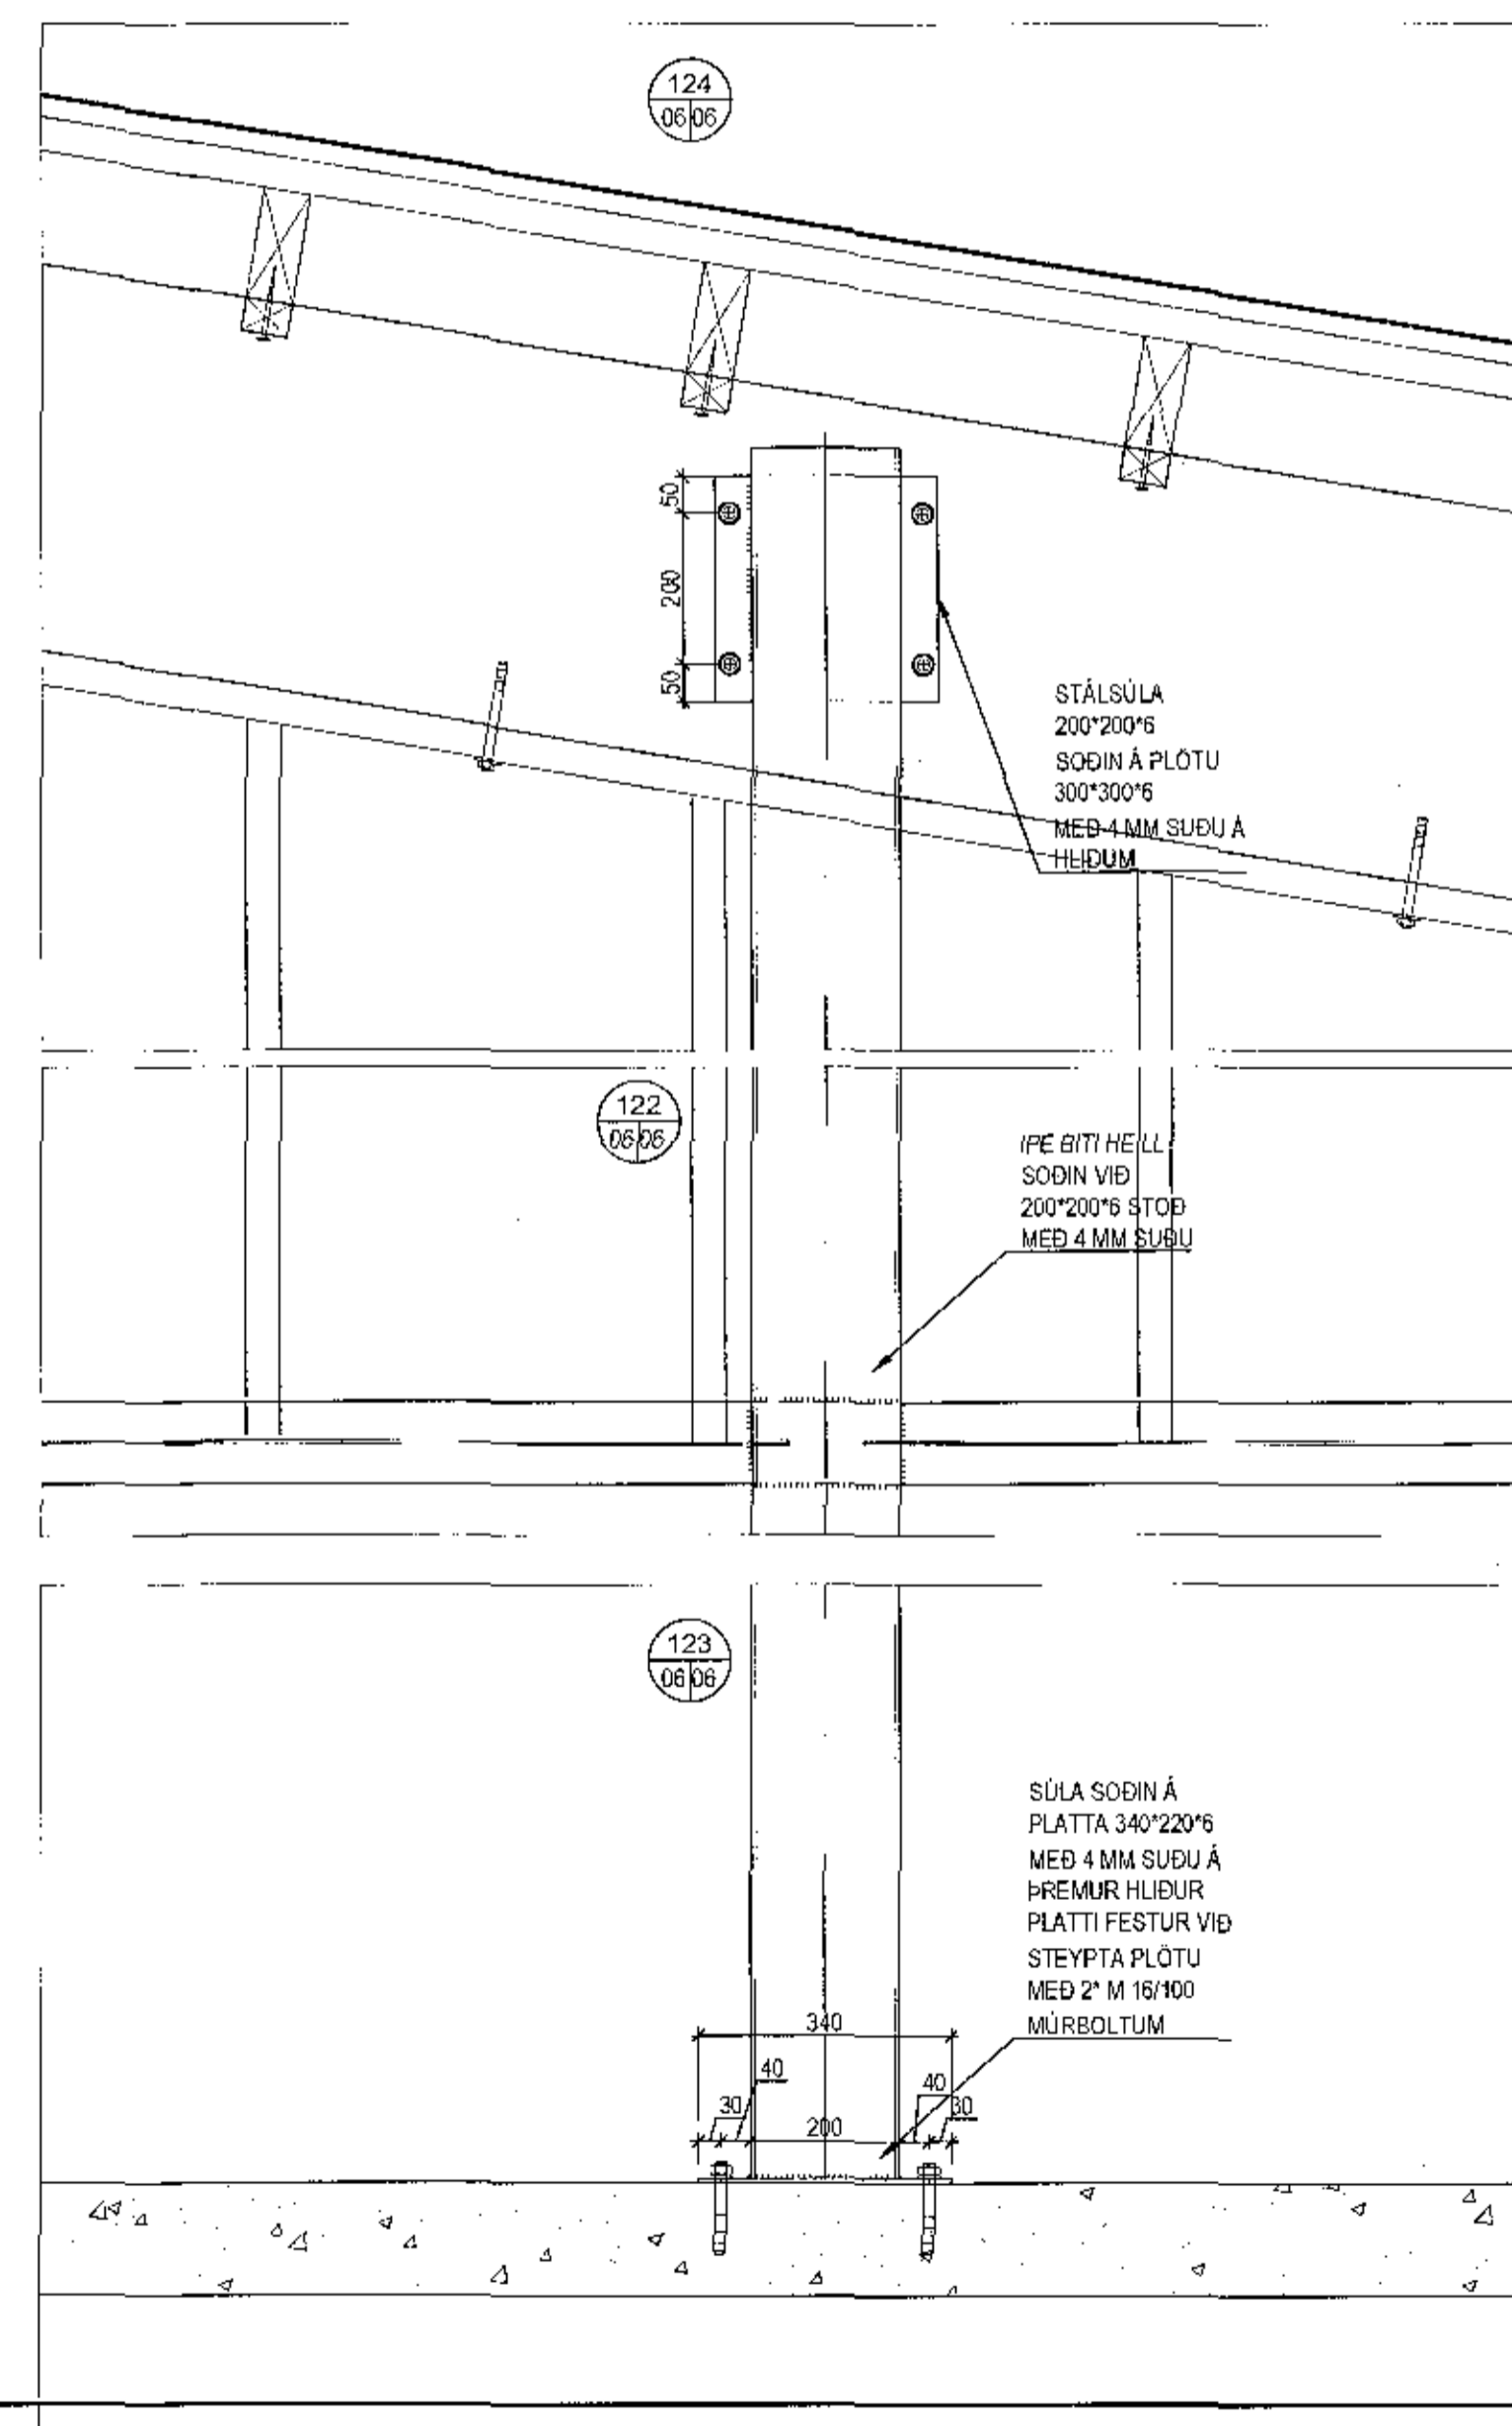 124
06 06
50
200
50
STÁLSÚLA
200*200*6
SOÐIN Á PLÖTU
300*300*6
MEÐ 4 MM SUÐU Á
HLIÐUM
122
06 06
IPE BITI HEILL
SOÐIN VIÐ
200*200*6 STOÐ
MEÐ 4 MM SUÐU
123
06 06
SÚLA SOÐIN Á
PLATTA 340*220*6
MEÐ 4 MM SUÐU Á
ÞREMUR HLIÐUR
PLATTI FESTUR VIÐ
STEYPTA PLÖTU
MEÐ 2* M 16/100
MÚRBOLTUM
340
40
40
30
30
200